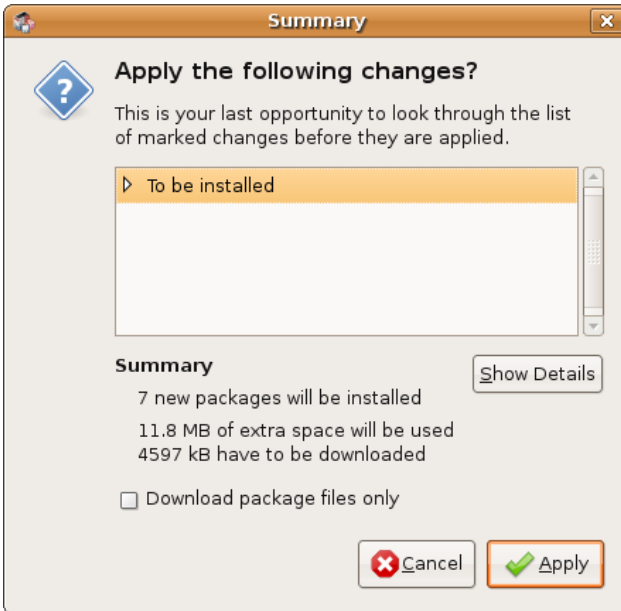 Summary
Apply the following changes?
This is your last opportunity to look through the list
of marked changes before they are applied.
To be installed
Summary
Show Details
7 new packages will be installed
11.8 MB of extra space will be used
4597 kB have to be downloaded
Download package files only
Cancel
Apply